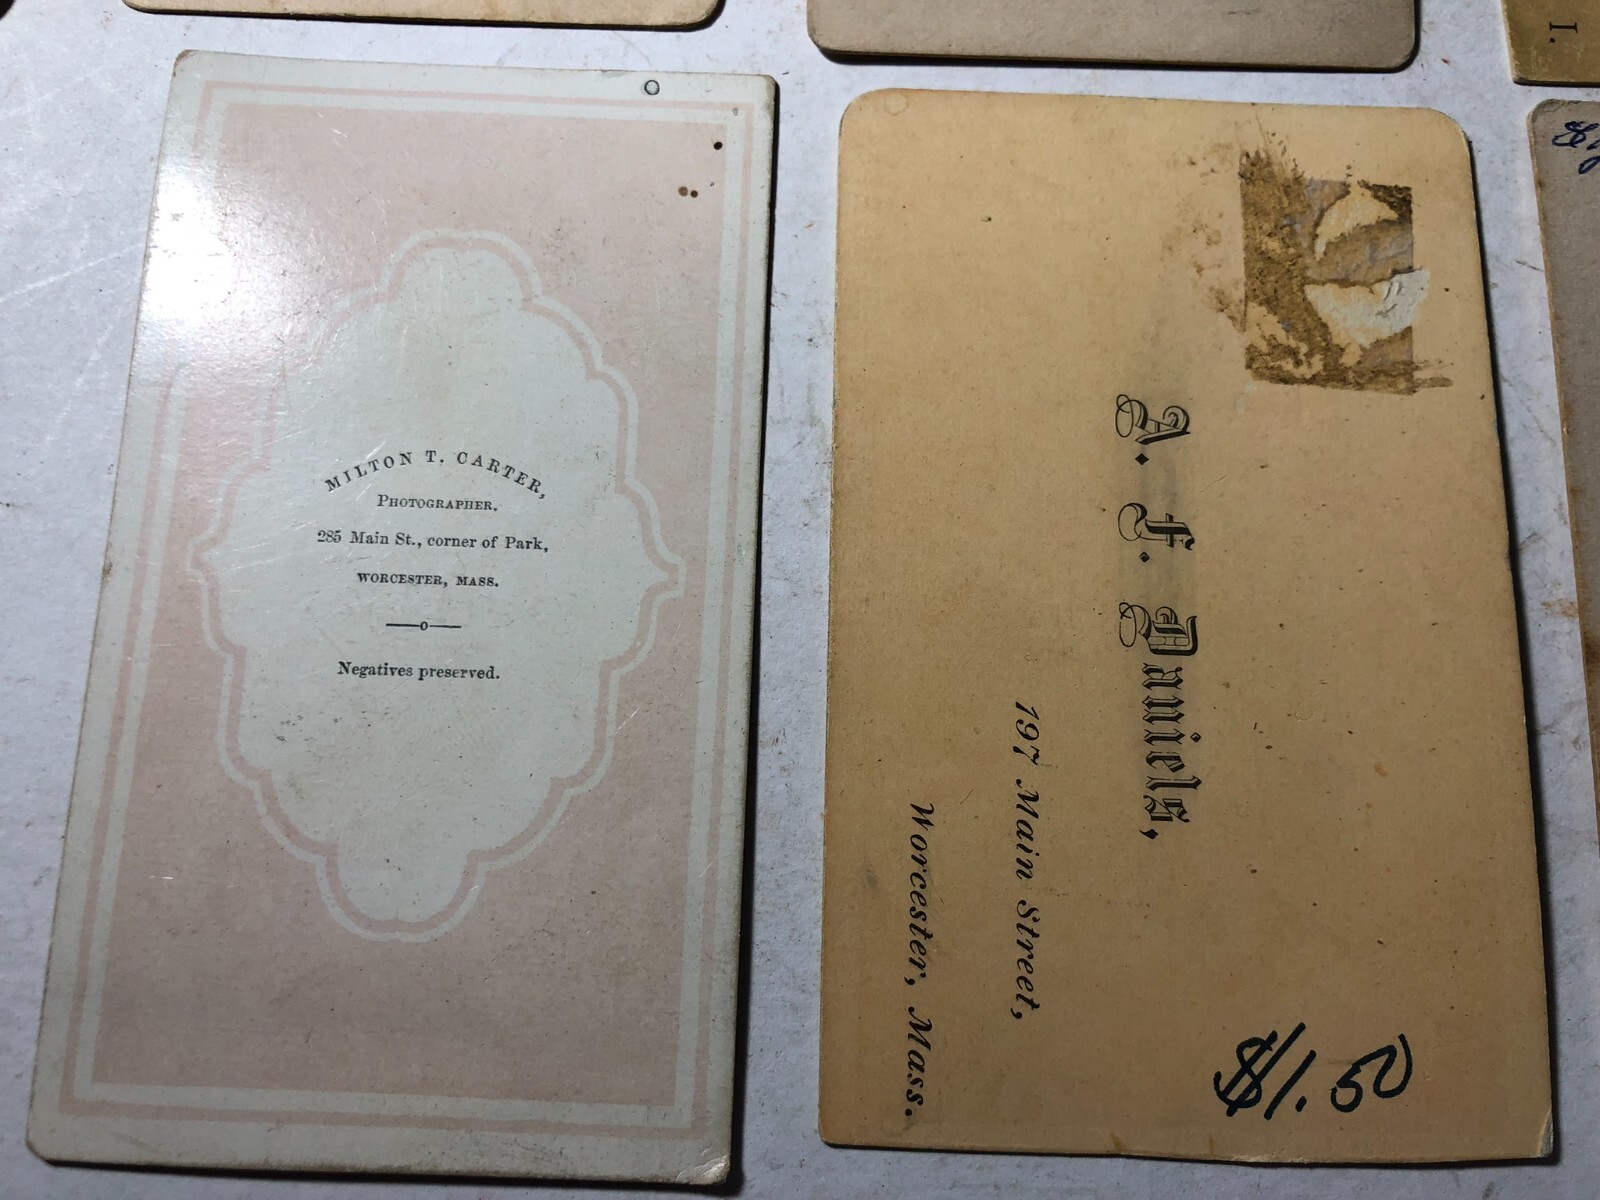 MILTON T. CARTER,
PHOTOGRAPHER.
285 Main St., corner of Park,
WORCESTER, MASS.
—o—
Negatives preserved.
A. F. Daniels,
197 Main Street,
Worcester, Mass.
$1.50
I.